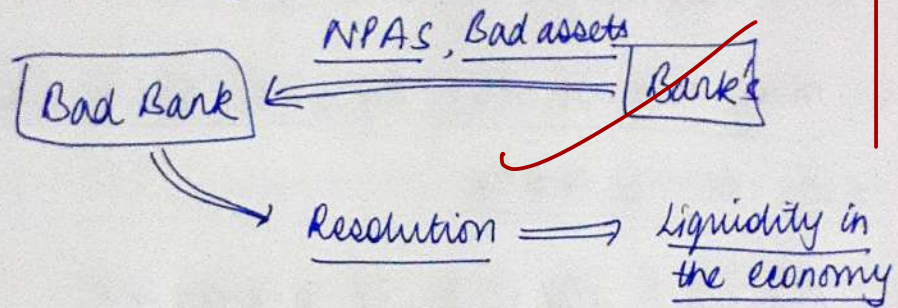 NPAS, Bad assets
Bad Bank
Bank's
Resolution
Liquidity in
the economy